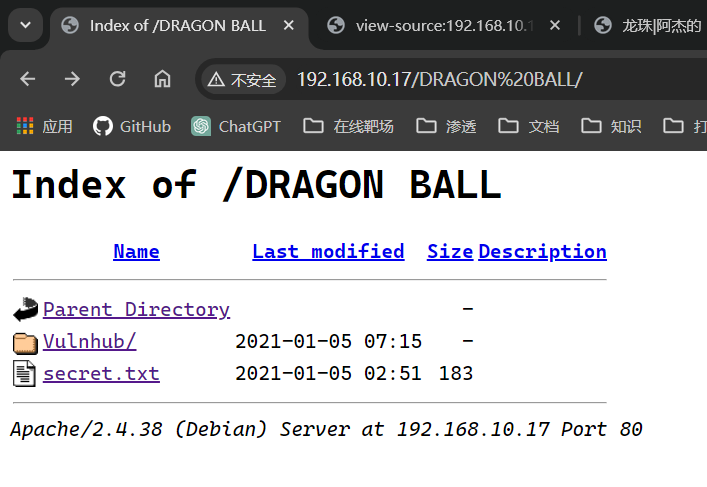 Index of /DRAGON BALL
view-source:192.168.10.1
龙珠|阿杰的
不安全 192.168.10.17/DRAGON%20BALL/
应用 GitHub ChatGPT 在线靶场 渗透 文档 知识 打
Index of /DRAGON BALL
Name Last modified Size Description
Parent Directory -
Vulnhub/ 2021-01-05 07:15 -
secret.txt 2021-01-05 02:51 183
Apache/2.4.38 (Debian) Server at 192.168.10.17 Port 80